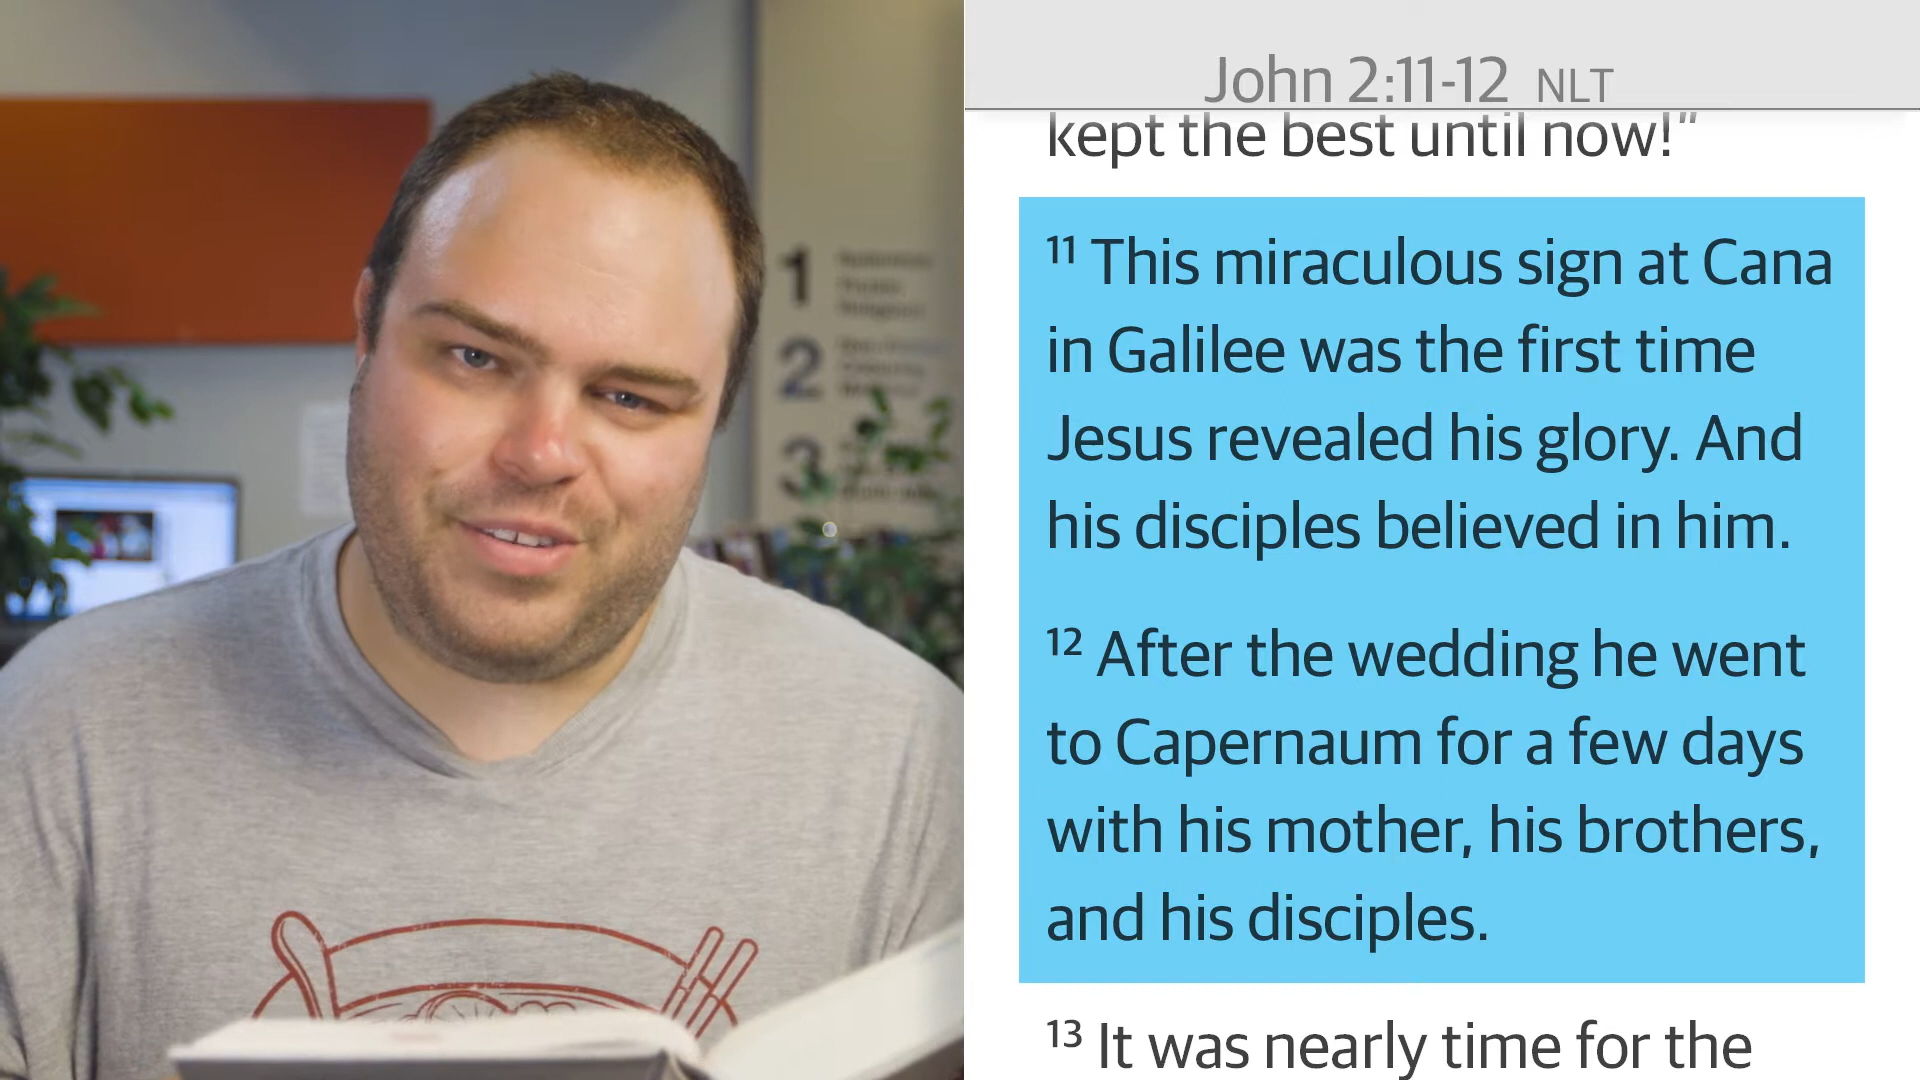 1
2
3
John 2:11-12 NLT
kept the best until now!"
11 This miraculous sign at Cana
in Galilee was the first time
Jesus revealed his glory. And
his disciples believed in him.
12 After the wedding he went
to Capernaum for a few days
with his mother, his brothers,
and his disciples.
13 It was nearly time for the